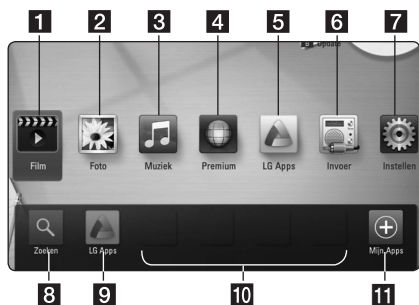 1 2 3 4 5 6 7
Update
Film Foto Muziek Premium LG Apps Invoer Instellen
Zoeken LG Apps Mijn Apps
8 9 10 11